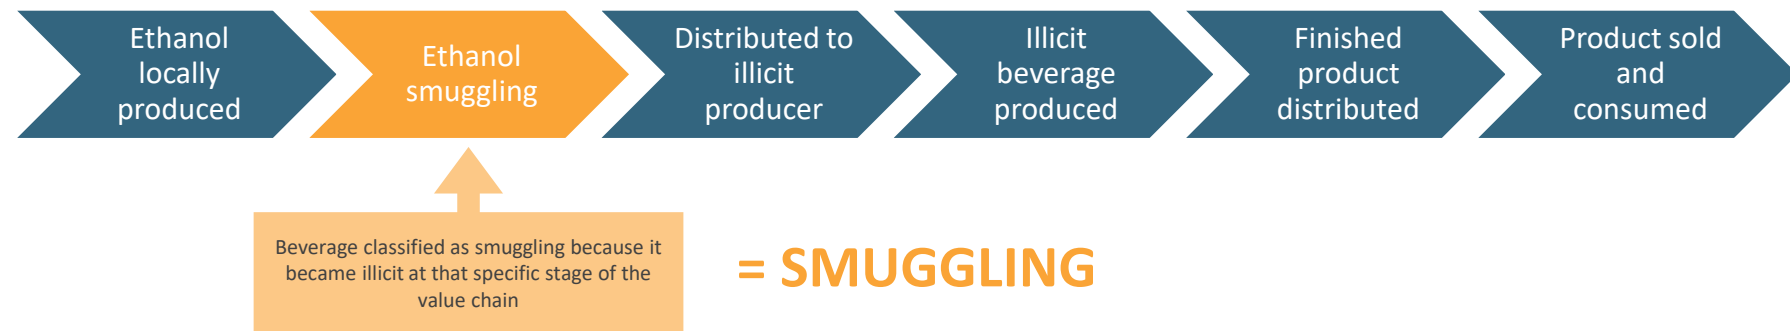 Ethanol
locally
produced
Ethanol
smuggling
Distributed to
illicit
producer
Illicit
beverage
produced
Finished
product
distributed
Product sold
and
consumed
Beverage classified as smuggling because it
became illicit at that specific stage of the
value chain
= SMUGGLING